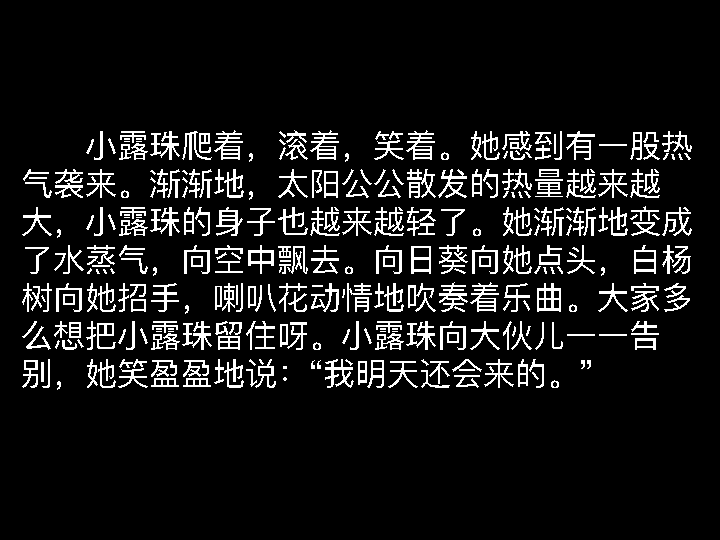 小露珠爬着，滚着，笑着。她感到有一股热
气袭来。渐渐地，太阳公公散发的热量越来越
大，小露珠的身子也越来越轻了。她渐渐地变成
了水蒸气，向空中飘去。向日葵向她点头，白杨
树向她招手，喇叭花动情地吹奏着乐曲。大家多
么想把小露珠留住呀。小露珠向大伙儿一一告
别，她笑盈盈地说：“我明天还会来的。”